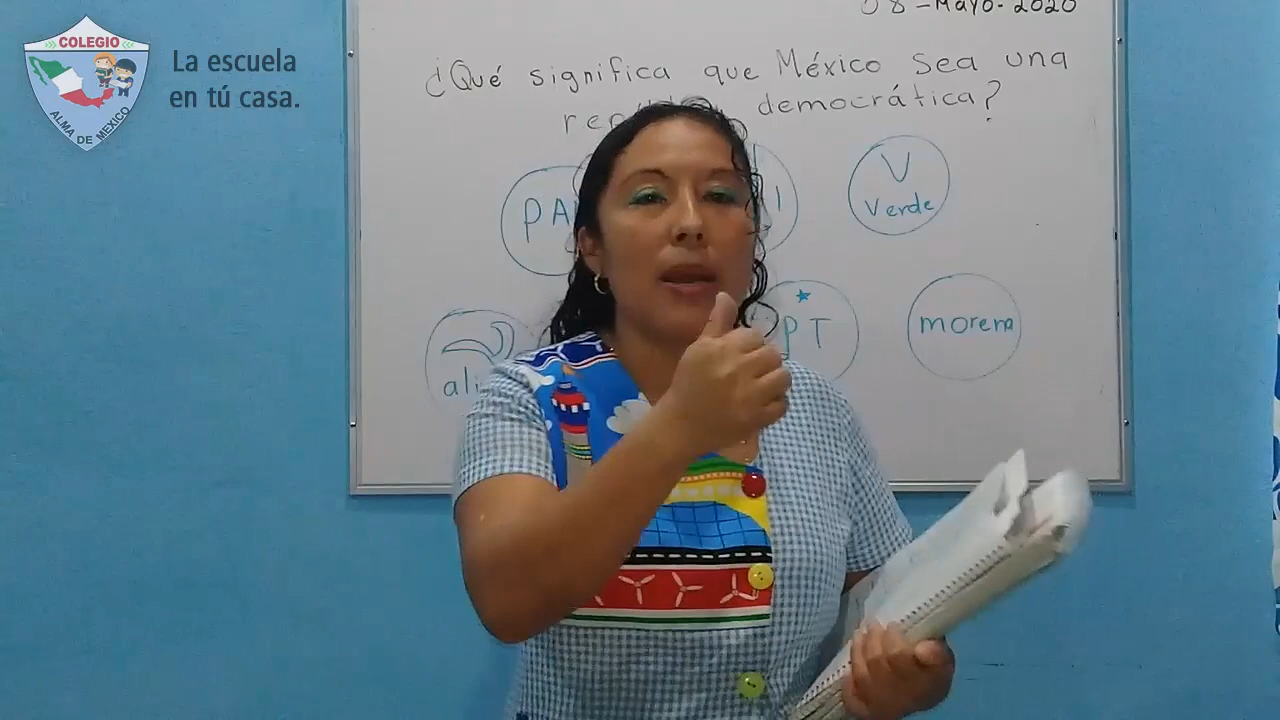 COLEGIO
ALMA DE MEXICO
La escuela
en tú casa.
08-Mayo-2020
¿Qué significa que México sea una
democrática?
V
Verde
PT
morena